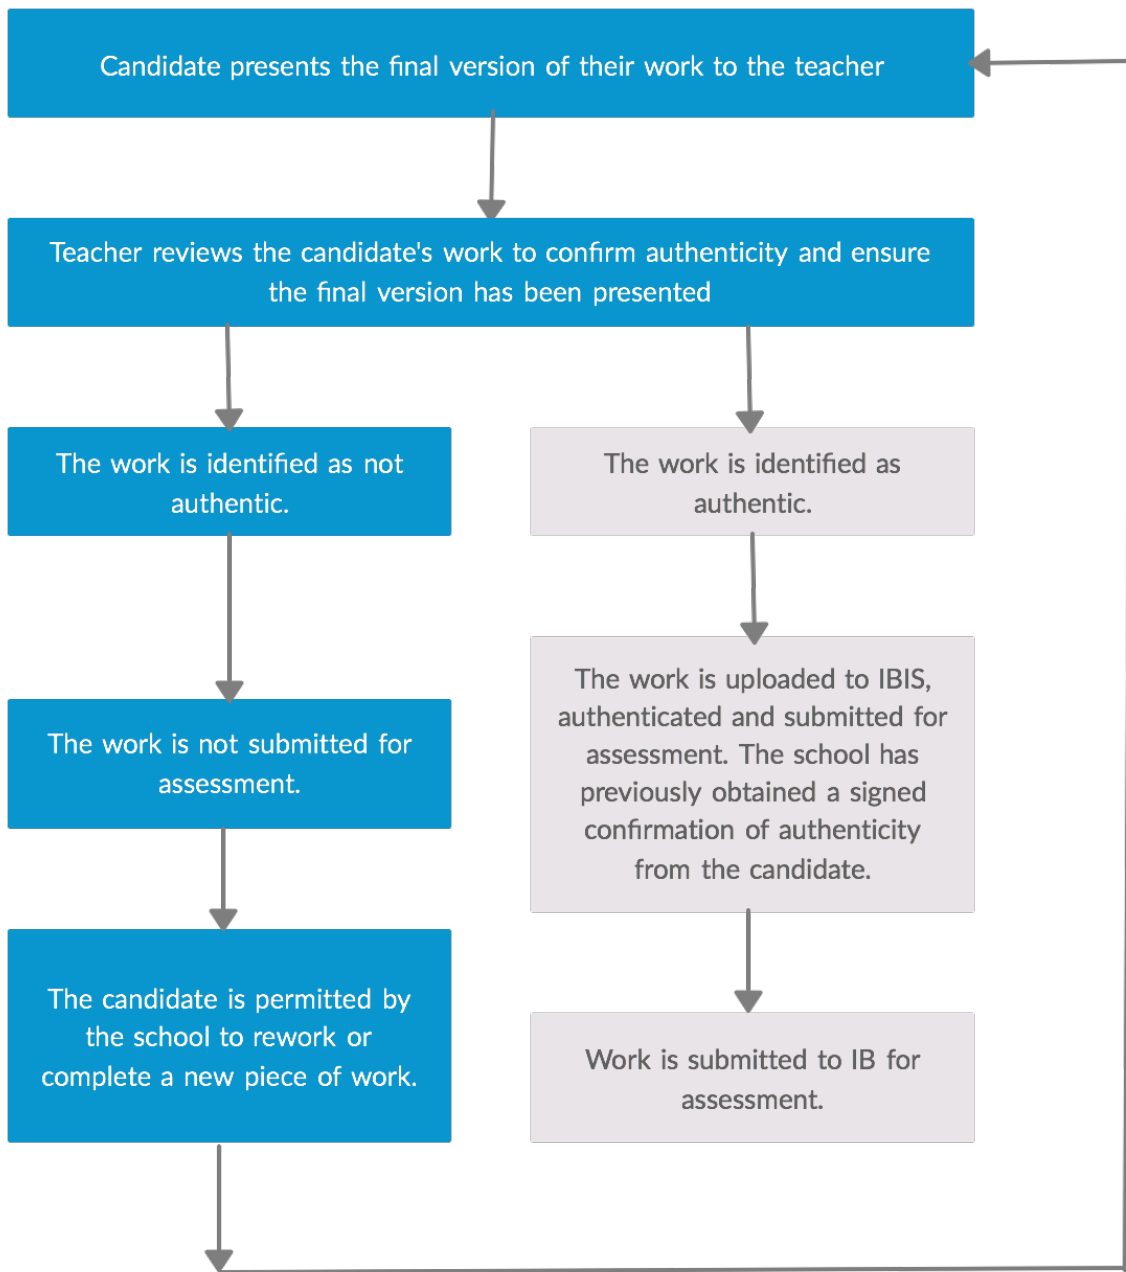 Candidate presents the final version of their work to the teacher
Teacher reviews the candidate's work to confirm authenticity and ensure
the final version has been presented
The work is identified as not
authentic.
The work is identified as
authentic.
The work is not submitted for
assessment.
The work is uploaded to IBIS,
authenticated and submitted for
assessment. The school has
previously obtained a signed
confirmation of authenticity
from the candidate.
The candidate is permitted by
the school to rework or
complete a new piece of work.
Work is submitted to IB for
assessment.